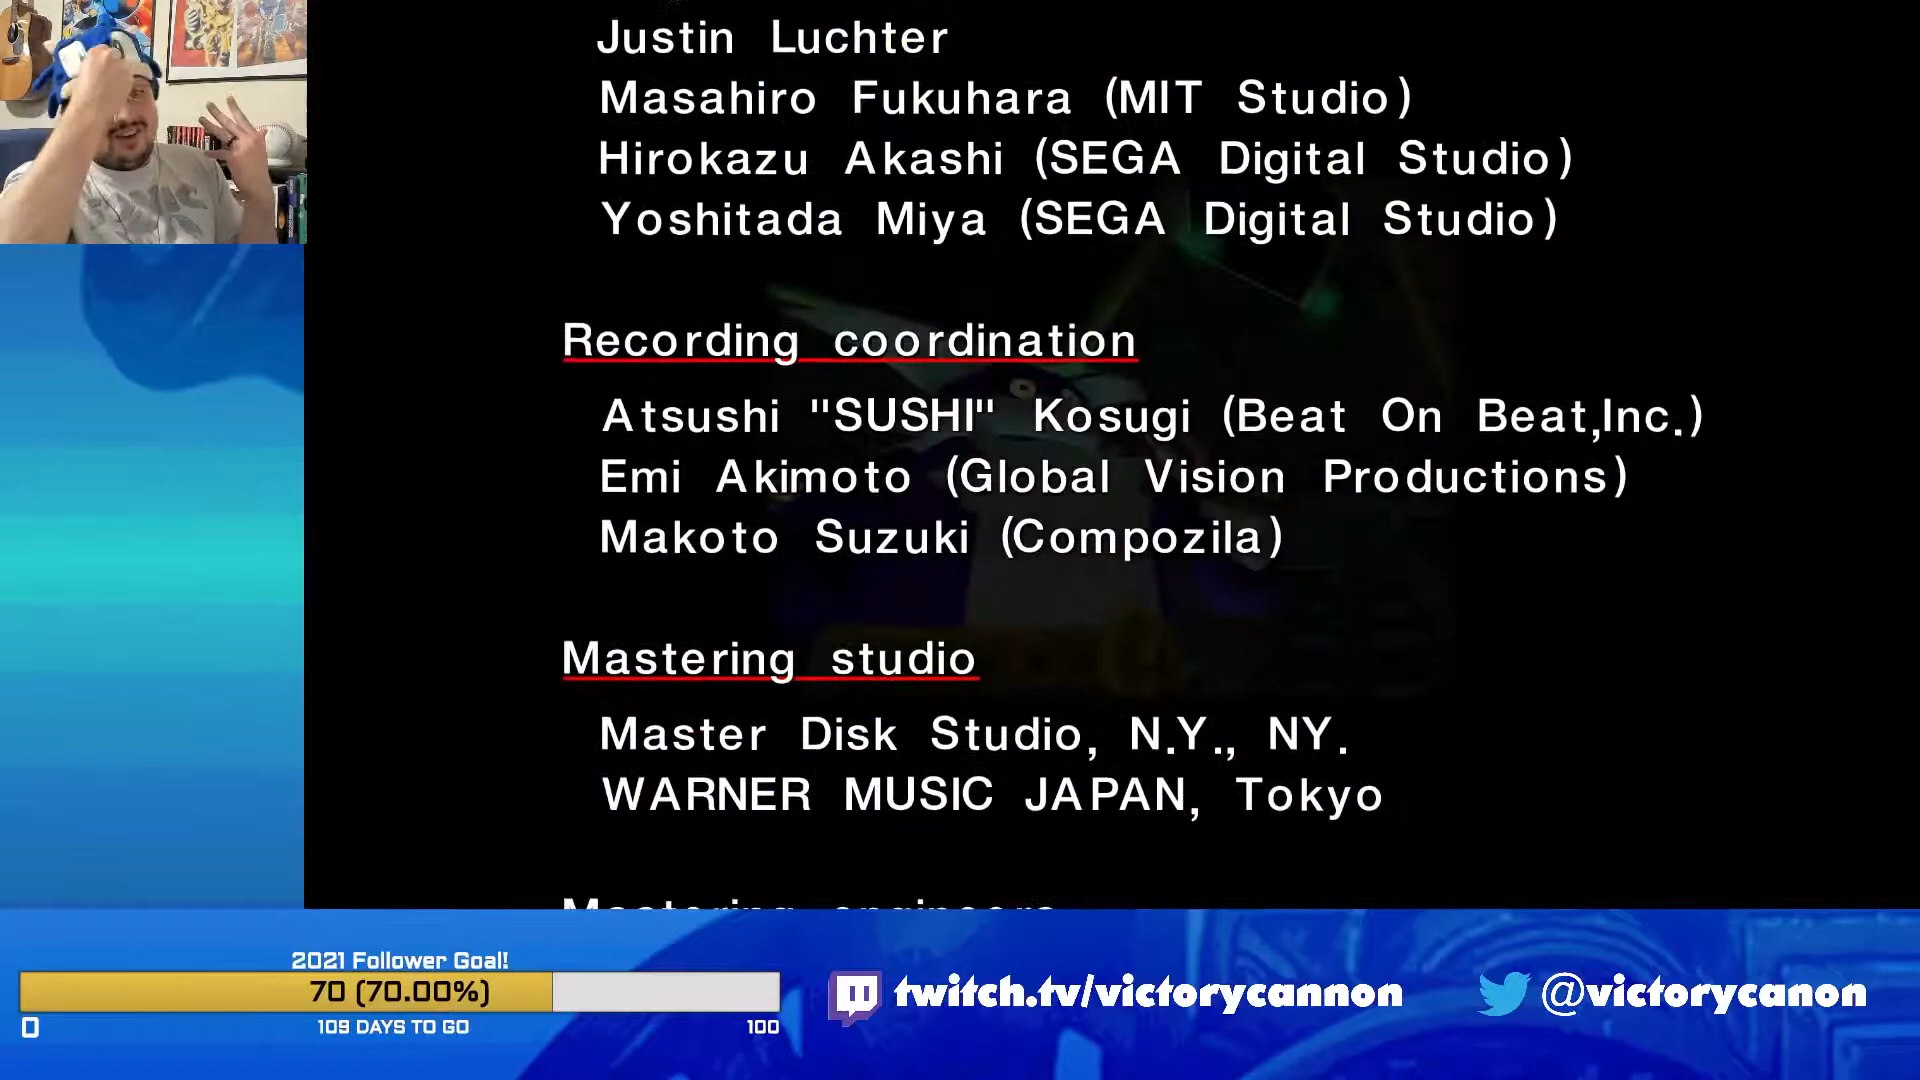 Justin Luchter
Masahiro Fukuhara (MIT Studio)
Hirokazu Akashi (SEGA Digital Studio)
Yoshitada Miya (SEGA Digital Studio)
Recording coordination
Atsushi "SUSHI" Kosugi (Beat On Beat,Inc.)
Emi Akimoto (Global Vision Productions)
Makoto Suzuki (Compozila)
Mastering studio
Master Disk Studio, N.Y., NY.
WARNER MUSIC JAPAN, Tokyo
Mastering engineers
2021 Follower Goal!
70 (70.00%)
0 109 DAYS TO GO 100
twitch.tv/victorycannon
@victorycanon